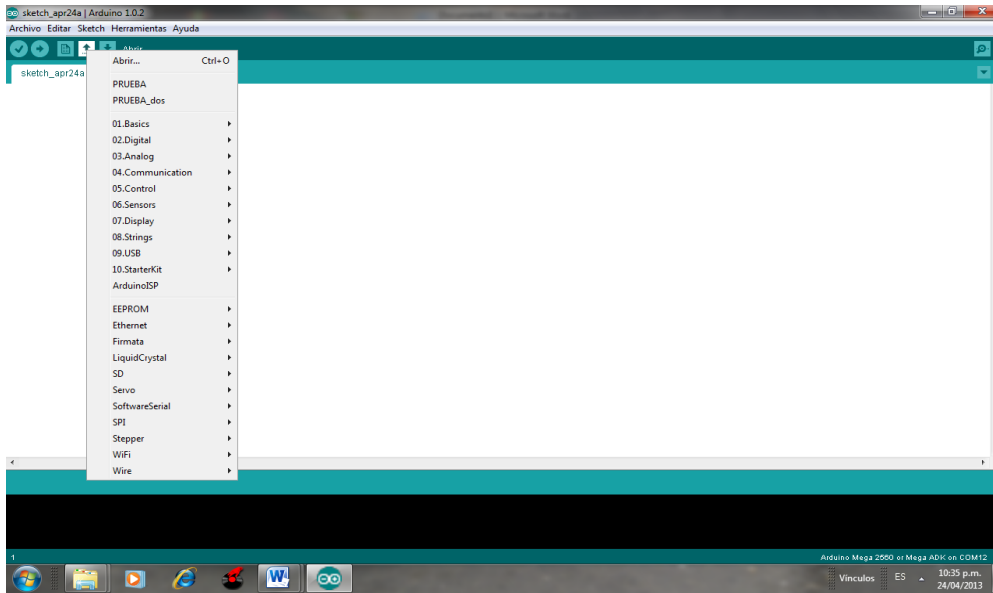 sketch_apr24a | Arduino 1.0.2
Archivo Editar Sketch Herramientas Ayuda
Abrir
sketch_apr24a
Abrir... Ctrl+O
PRUEBA
PRUEBA_dos
01.Basics
02.Digital
03.Analog
04.Communication
05.Control
06.Sensors
07.Display
08.Strings
09.USB
10.StarterKit
ArduinoISP
EEPROM
Ethernet
Firmata
LiquidCrystal
SD
Servo
SoftwareSerial
SPI
Stepper
WiFi
Wire
1
Arduino Mega 2560 or Mega ADK on COM12
Vínculos ES 10:35 p.m.
24/04/2013